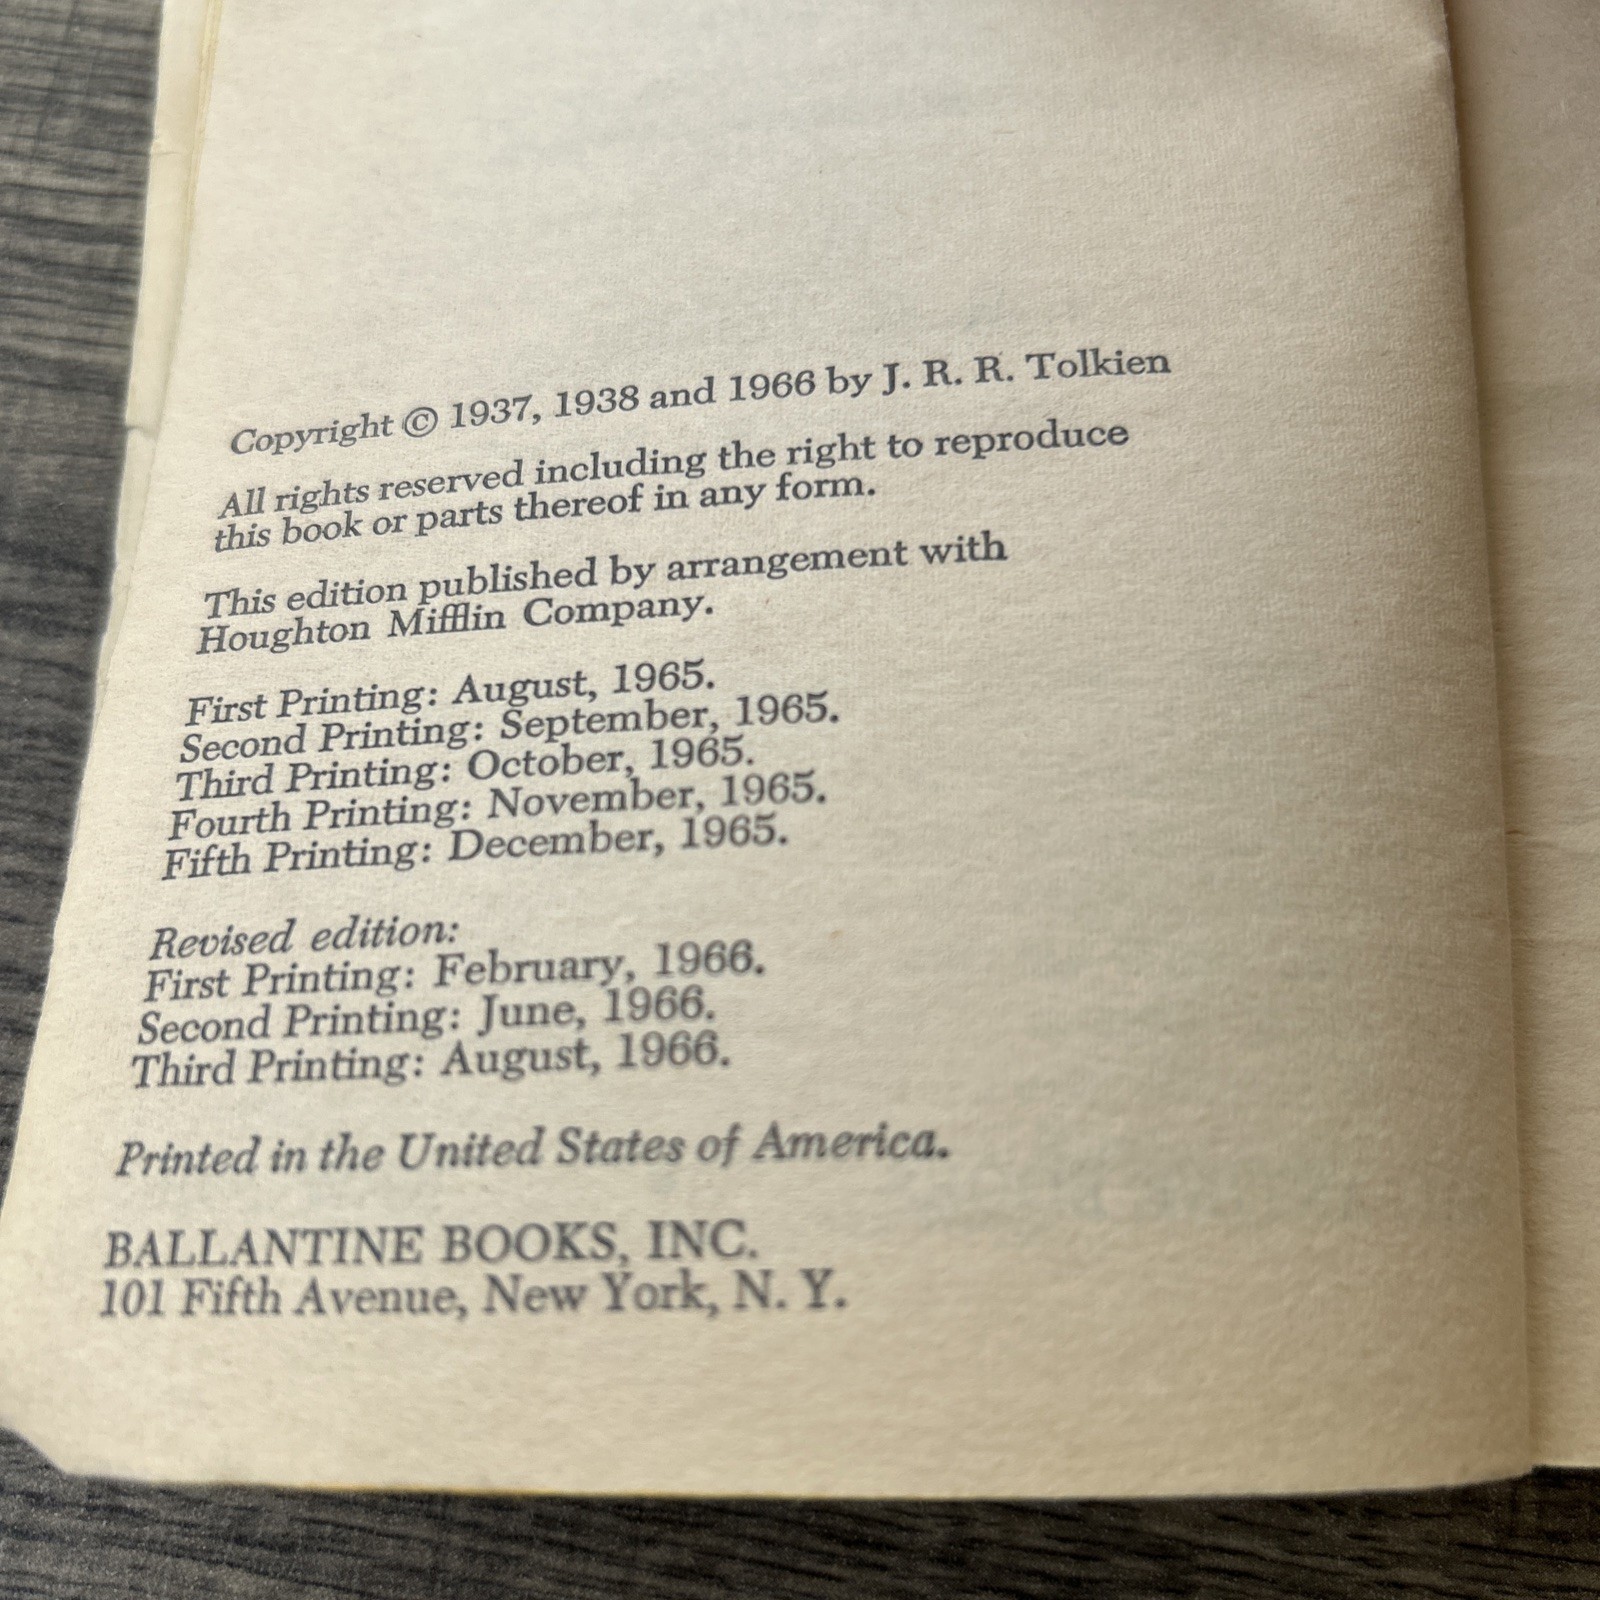 Copyright © 1937, 1938 and 1966 by J. R. R. Tolkien
All rights reserved including the right to reproduce
this book or parts thereof in any form.
This edition published by arrangement with
Houghton Mifflin Company.
First Printing: August, 1965.
Second Printing: September, 1965.
Third Printing: October, 1965.
Fourth Printing: November, 1965.
Fifth Printing: December, 1965.
Revised edition:
First Printing: February, 1966.
Second Printing: June, 1966.
Third Printing: August, 1966.
Printed in the United States of America.
BALLANTINE BOOKS, INC.
101 Fifth Avenue, New York, N. Y.